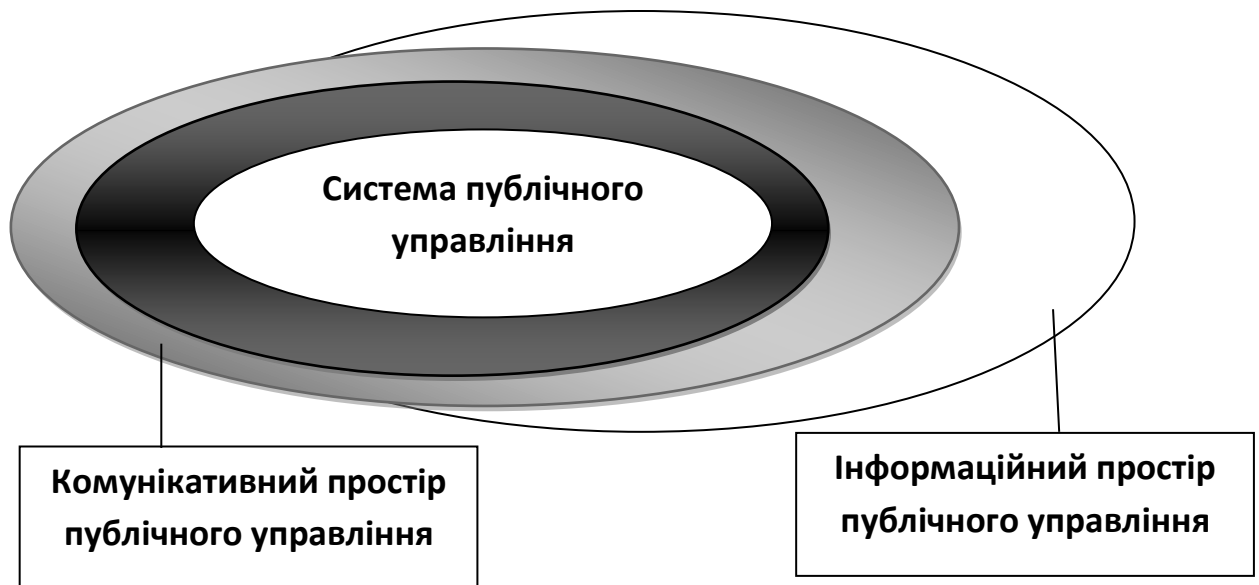 Система публічного
управління
Комунікативний простір
публічного управління
Інформаційний простір
публічного управління